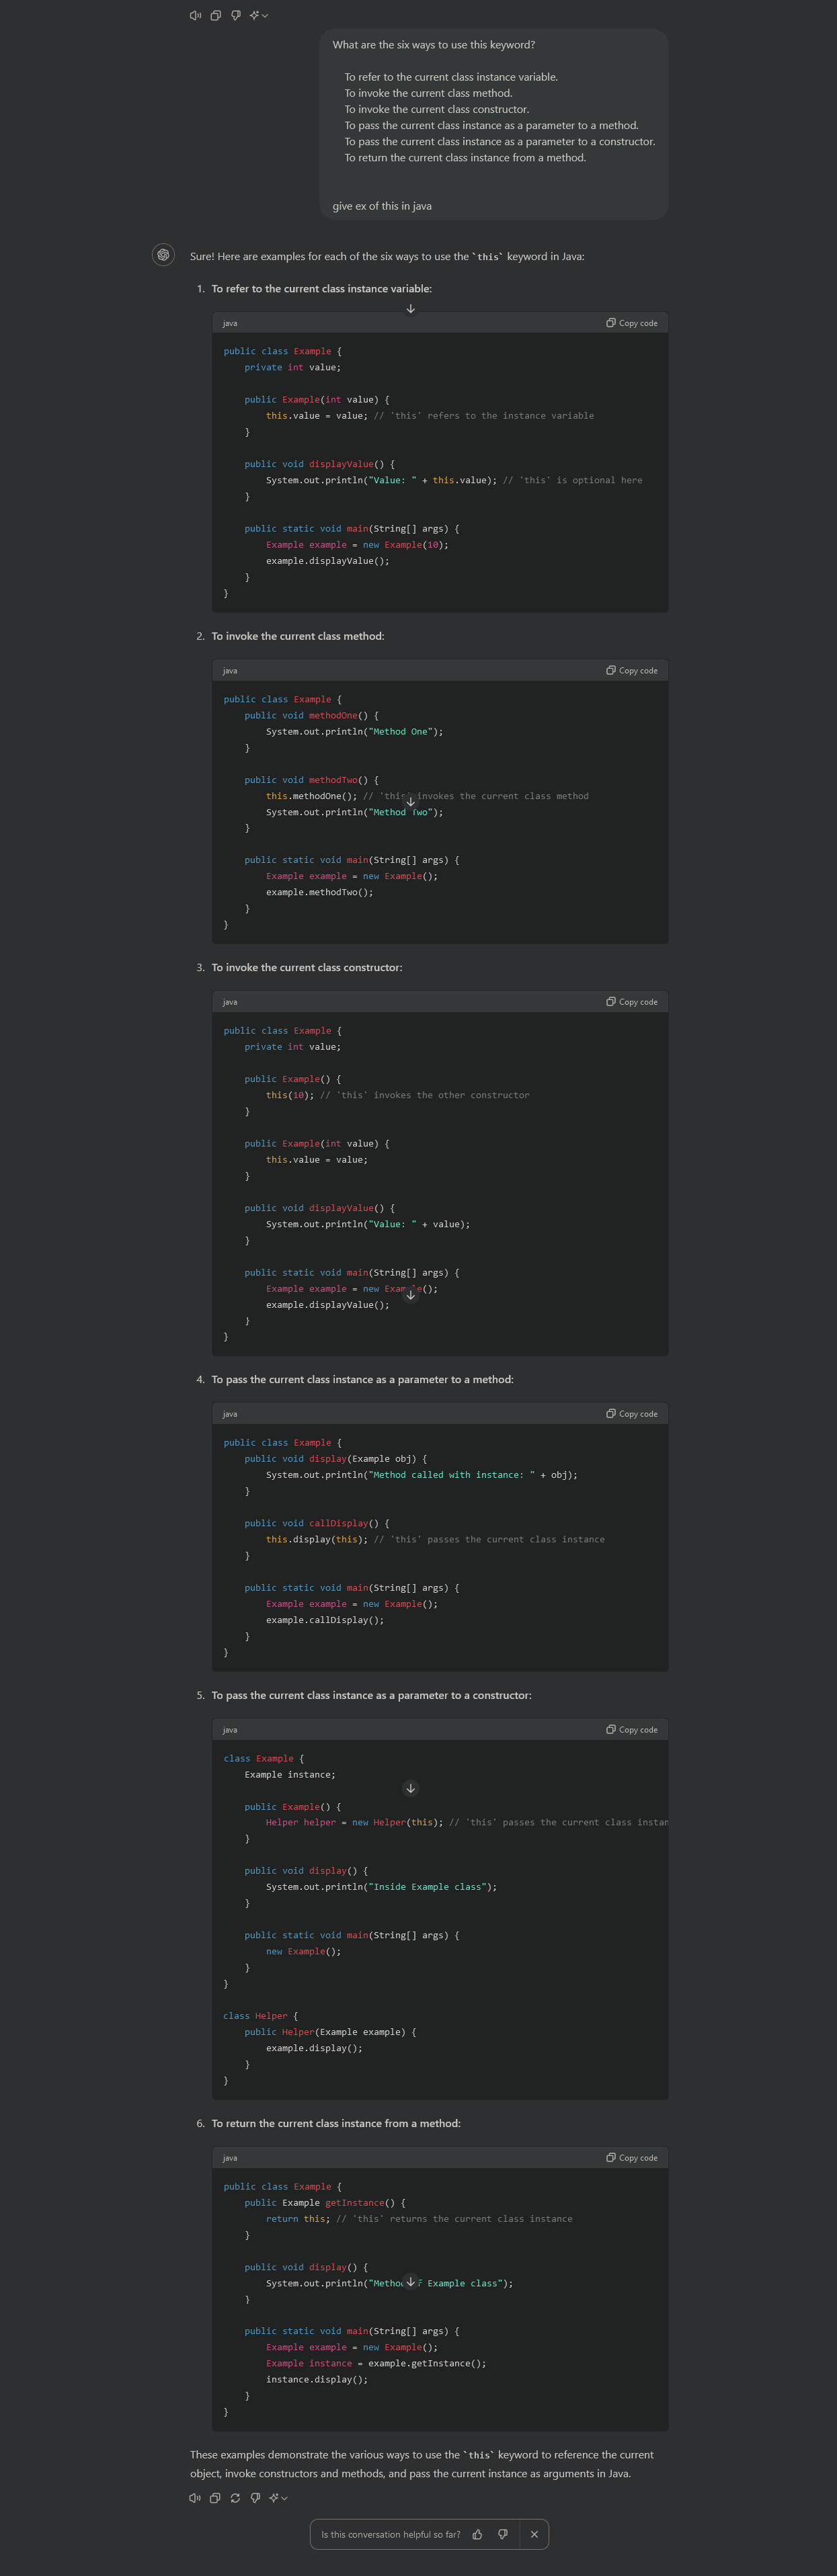 What are the six ways to use this keyword?
To refer to the current class instance variable.
To invoke the current class method.
To invoke the current class constructor.
To pass the current class instance as a parameter to a method.
To pass the current class instance as a parameter to a constructor.
To return the current class instance from a method.
give ex of this in java
Sure! Here are examples for each of the six ways to use the `this` keyword in Java:
1. To refer to the current class instance variable:
java Copy code
public class Example {
    private int value;
    public Example(int value) {
        this.value = value; // 'this' refers to the instance variable
    }
    public void displayValue() {
        System.out.println("Value: " + this.value); // 'this' is optional here
    }
    public static void main(String[] args) {
        Example example = new Example(10);
        example.displayValue();
    }
}
2. To invoke the current class method:
java Copy code
public class Example {
    public void methodOne() {
        System.out.println("Method One");
    }
    public void methodTwo() {
        this.methodOne(); // 'this' invokes the current class method
        System.out.println("Method Two");
    }
    public static void main(String[] args) {
        Example example = new Example();
        example.methodTwo();
    }
}
3. To invoke the current class constructor:
java Copy code
public class Example {
    private int value;
    public Example() {
        this(10); // 'this' invokes the other constructor
    }
    public Example(int value) {
        this.value = value;
    }
    public void displayValue() {
        System.out.println("Value: " + value);
    }
    public static void main(String[] args) {
        Example example = new Example();
        example.displayValue();
    }
}
4. To pass the current class instance as a parameter to a method:
java Copy code
public class Example {
    public void display(Example obj) {
        System.out.println("Method called with instance: " + obj);
    }
    public void callDisplay() {
        this.display(this); // 'this' passes the current class instance
    }
    public static void main(String[] args) {
        Example example = new Example();
        example.callDisplay();
    }
}
5. To pass the current class instance as a parameter to a constructor:
java Copy code
class Example {
    Example instance;
    public Example() {
        Helper helper = new Helper(this); // 'this' passes the current class instan
    }
    public void display() {
        System.out.println("Inside Example class");
    }
    public static void main(String[] args) {
        new Example();
    }
}
class Helper {
    public Helper(Example example) {
        example.display();
    }
}
6. To return the current class instance from a method:
java Copy code
public class Example {
    public Example getInstance() {
        return this; // 'this' returns the current class instance
    }
    public void display() {
        System.out.println("Method of Example class");
    }
    public static void main(String[] args) {
        Example example = new Example();
        Example instance = example.getInstance();
        instance.display();
    }
}
These examples demonstrate the various ways to use the `this` keyword to reference the current
object, invoke constructors and methods, and pass the current instance as arguments in Java.
Is this conversation helpful so far?